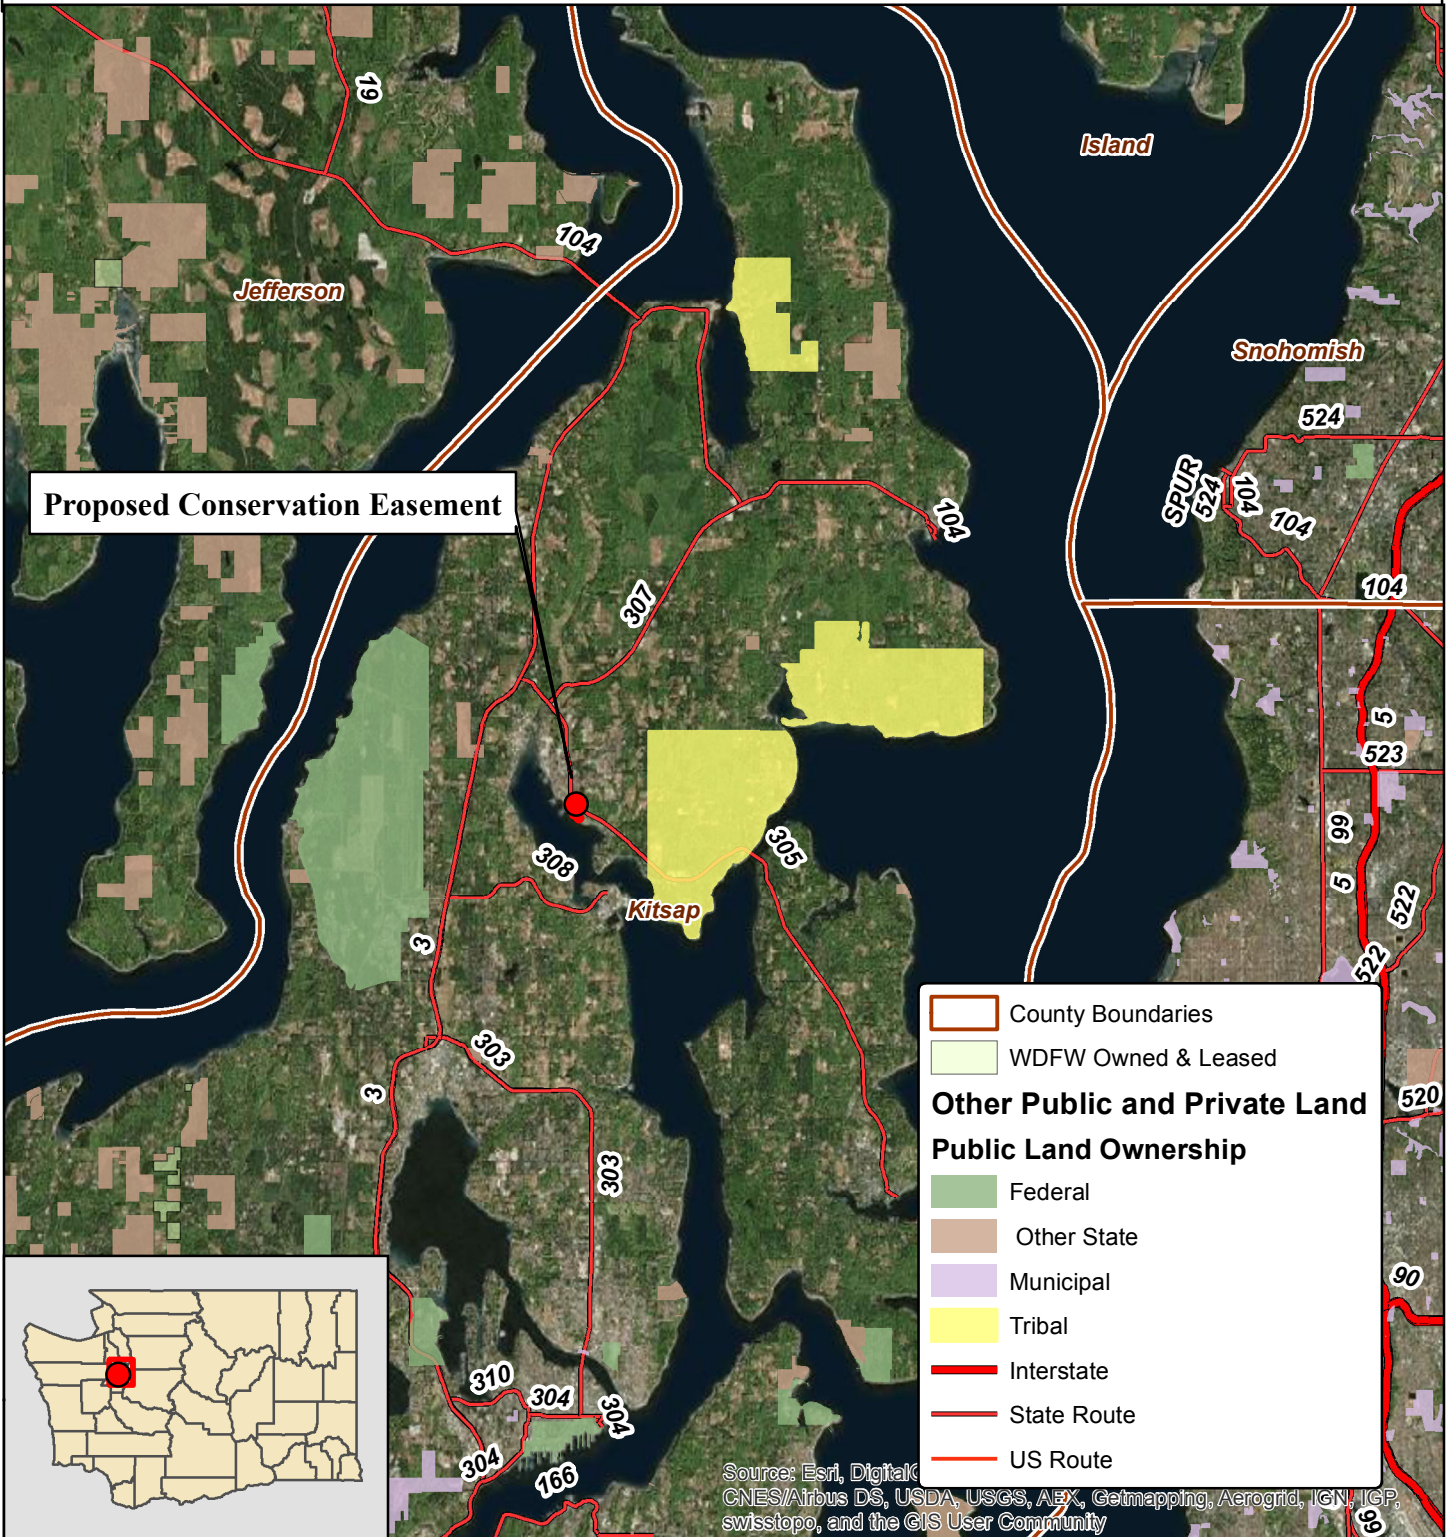 19
Island
104
Jefferson
Snohomish
524
SPUR
524
104
104
Proposed Conservation Easement
104
104
307
5
523
99
305
308
5
522
Kitsap
3
522
303
3
303
520
90
310
304
304
304
166
99
County Boundaries
WDFW Owned & Leased
Other Public and Private Land
Public Land Ownership
Federal
Other State
Municipal
Tribal
Interstate
State Route
US Route
Source: Esri,
CNES/Airbus DS, USDA, USGS, AEX, Getmapping, Aerogrid, IGN, IGP,
swisstopo, and the GIS User Community